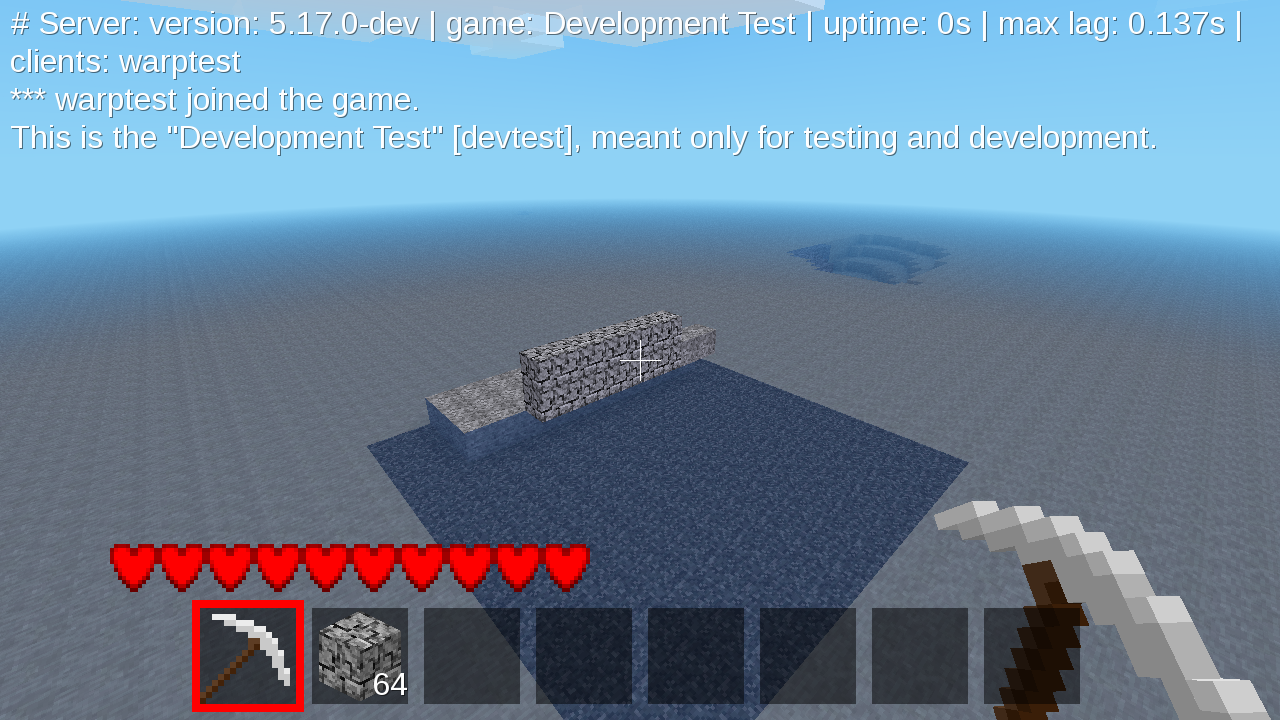 # Server: version: 5.17.0-dev | game: Development Test | uptime: 0s | max lag: 0.137s |
clients: warptest
*** warptest joined the game.
This is the "Development Test" [devtest], meant only for testing and development.
64